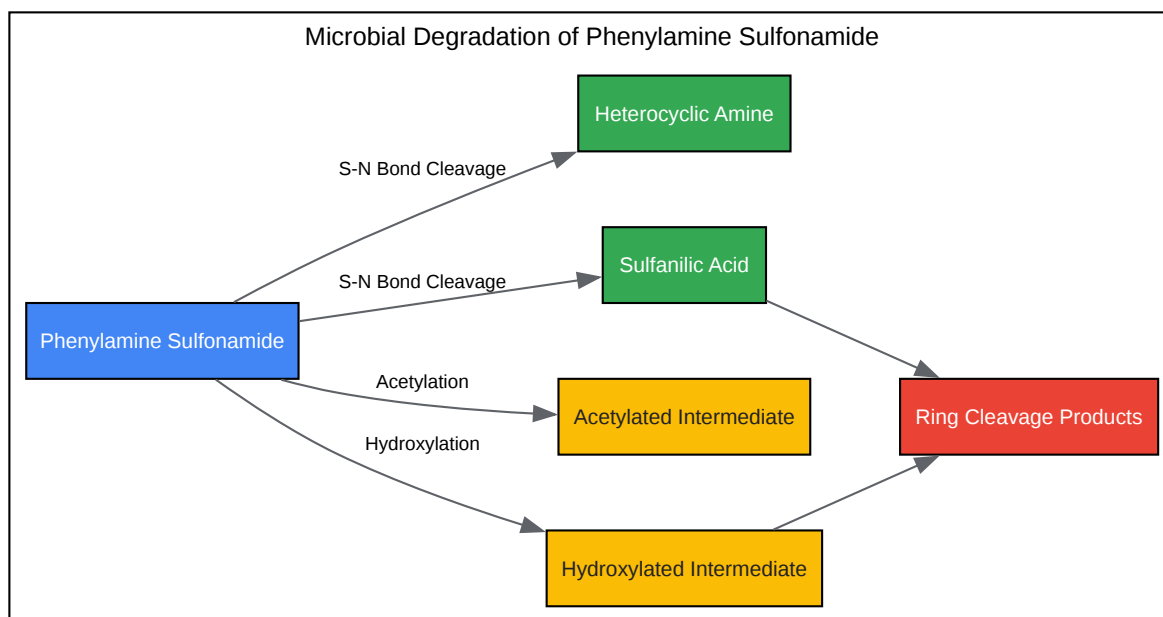 Microbial Degradation of Phenylamine Sulfonamide
Heterocyclic Amine
S-N Bond Cleavage
Sulfanilic Acid
S-N Bond Cleavage
Phenylamine Sulfonamide
Acetylation
Acetylated Intermediate
Ring Cleavage Products
Hydroxylation
Hydroxylated Intermediate